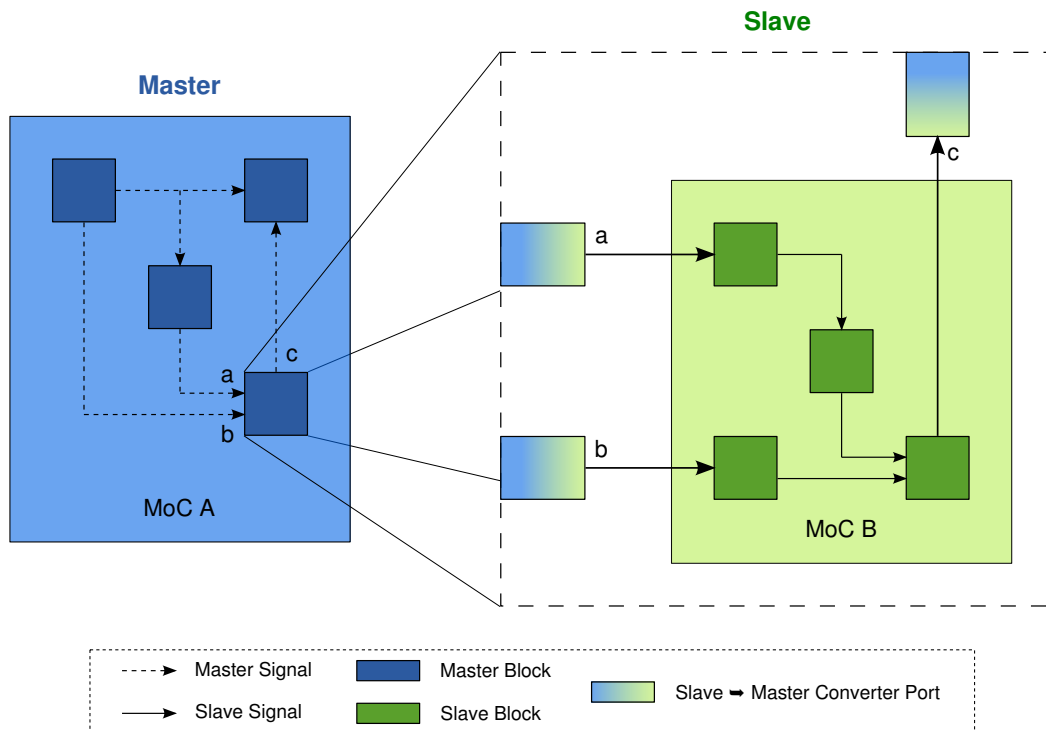 Slave
Master
c
a
c
a
b
b
MoC A
MoC B
Master Signal
Master Block
Slave ➥ Master Converter Port
Slave Signal
Slave Block